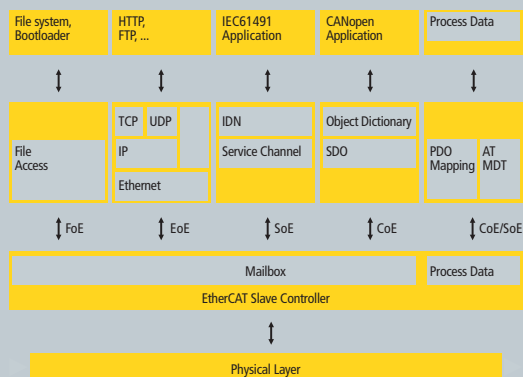 File system,
Bootloader
HTTP,
FTP, ...
IEC61491
Application
CANopen
Application
Process Data
File
Access
TCP
UDP
IP
Ethernet
IDN
Service Channel
Object Dictionary
SDO
PDO
Mapping
AT
MDT
FoE
EoE
SoE
CoE
CoE/SoE
Mailbox
Process Data
EtherCAT Slave Controller
Physical Layer